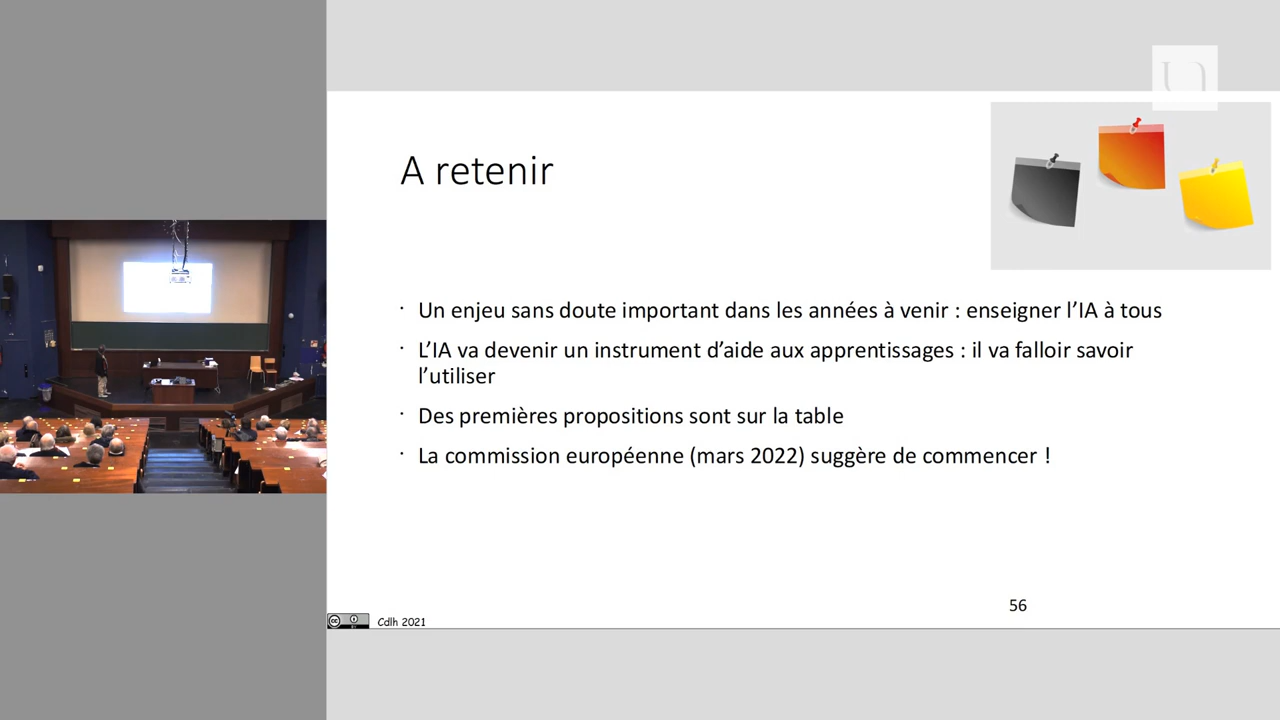 A retenir
· Un enjeu sans doute important dans les années à venir : enseigner l’IA à tous
· L’IA va devenir un instrument d’aide aux apprentissages : il va falloir savoir
l’utiliser
· Des premières propositions sont sur la table
· La commission européenne (mars 2022) suggère de commencer !
56
Cdlh 2021